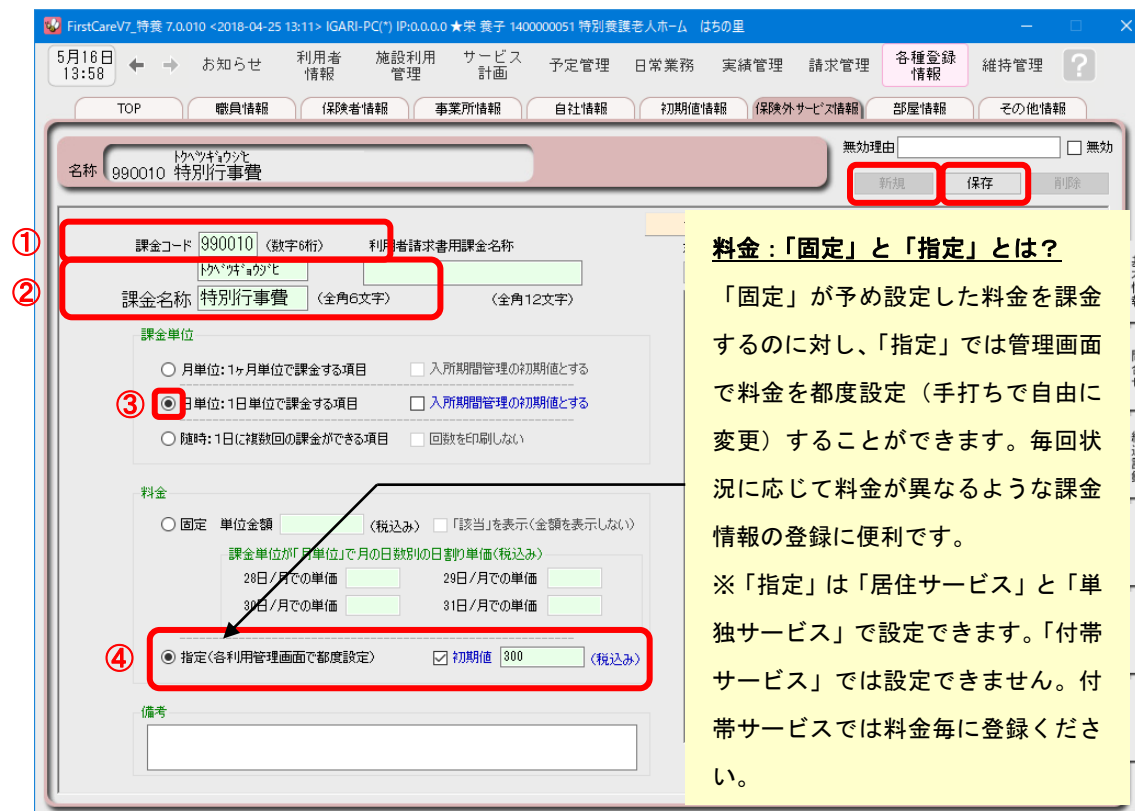 FirstCareV7_特養 7.0.010 <2018-04-25 13:11> IGARI-PC(*) IP:0.0.0.0 ★栄 養子 1400000051 特別養護老人ホーム はちの里
5月16日
13:58
お知らせ
利用者
情報
施設利用
管理
サービス
計画
予定管理
日常業務
実績管理
請求管理
各種登録
情報
維持管理
?
TOP
職員情報
保険者情報
事業所情報
自社情報
初期値情報
保険外サービス情報
部屋情報
その他情報
トクベツギョウジヒ
名称 990010 特別行事費
無効理由
無効
新規
保存
削除
①
課金コード 990010 (数字6桁) 利用者請求書用課金名称
②
トクベツギョウジヒ
課金名称 特別行事費 (全角6文字) (全角12文字)
課金単位
月単位:1ヶ月単位で課金する項目 入所期間管理の初期値とする
③
日単位:1日単位で課金する項目 入所期間管理の初期値とする
随時:1日に複数回の課金ができる項目 回数を印刷しない
料金
固定 単位金額 (税込み) 「該当」を表示(金額を表示しない)
課金単位が「月単位」で月の日数別の日割り単価(税込み)
28日/月での単価 29日/月での単価
30日/月での単価 31日/月での単価
④
指定(各利用管理画面で都度設定) 初期値 300 (税込み)
備考
料金:「固定」と「指定」とは?
「固定」が予め設定した料金を課金
するのに対し、「指定」では管理画面
で料金を都度設定(手打ちで自由に
変更)することができます。毎回状
況に応じて料金が異なるような課金
情報の登録に便利です。
※「指定」は「居住サービス」と「単
独サービス」で設定できます。「付帯
サービス」では設定できません。付
帯サービスでは料金毎に登録くださ
い。